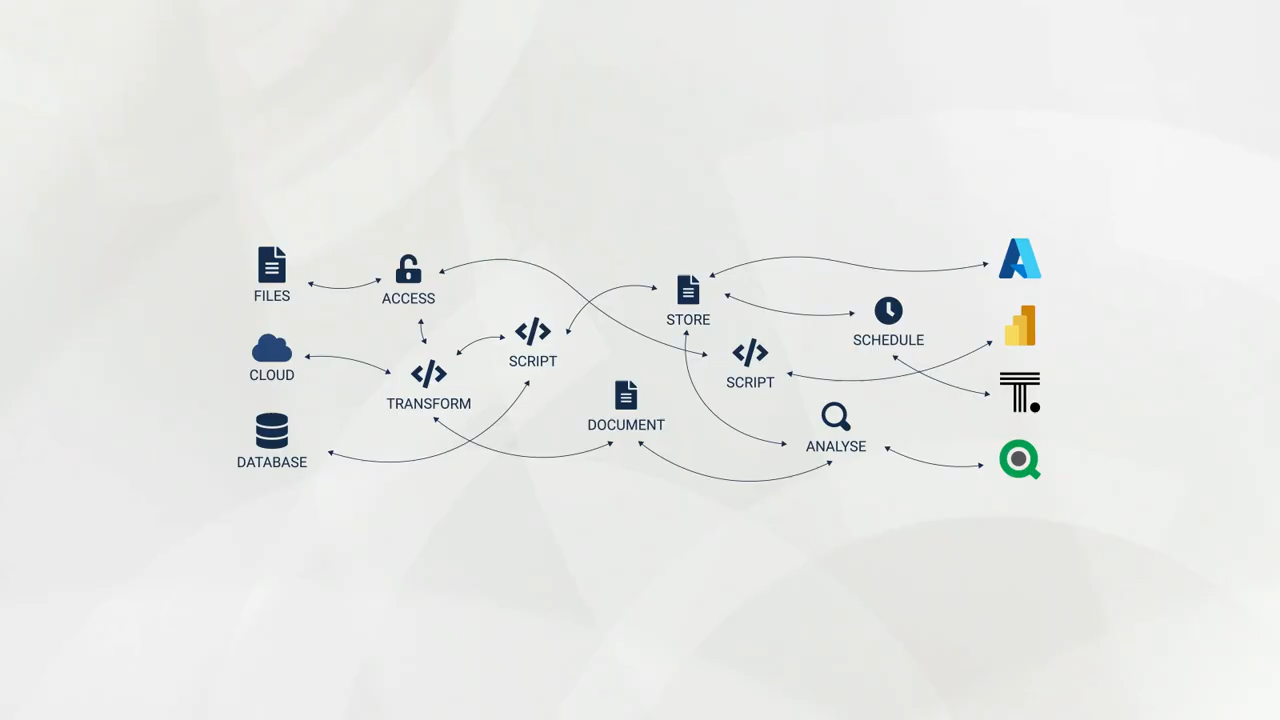 FILES
ACCESS
STORE
SCHEDULE
SCRIPT
CLOUD
TRANSFORM
SCRIPT
DOCUMENT
ANALYSE
DATABASE